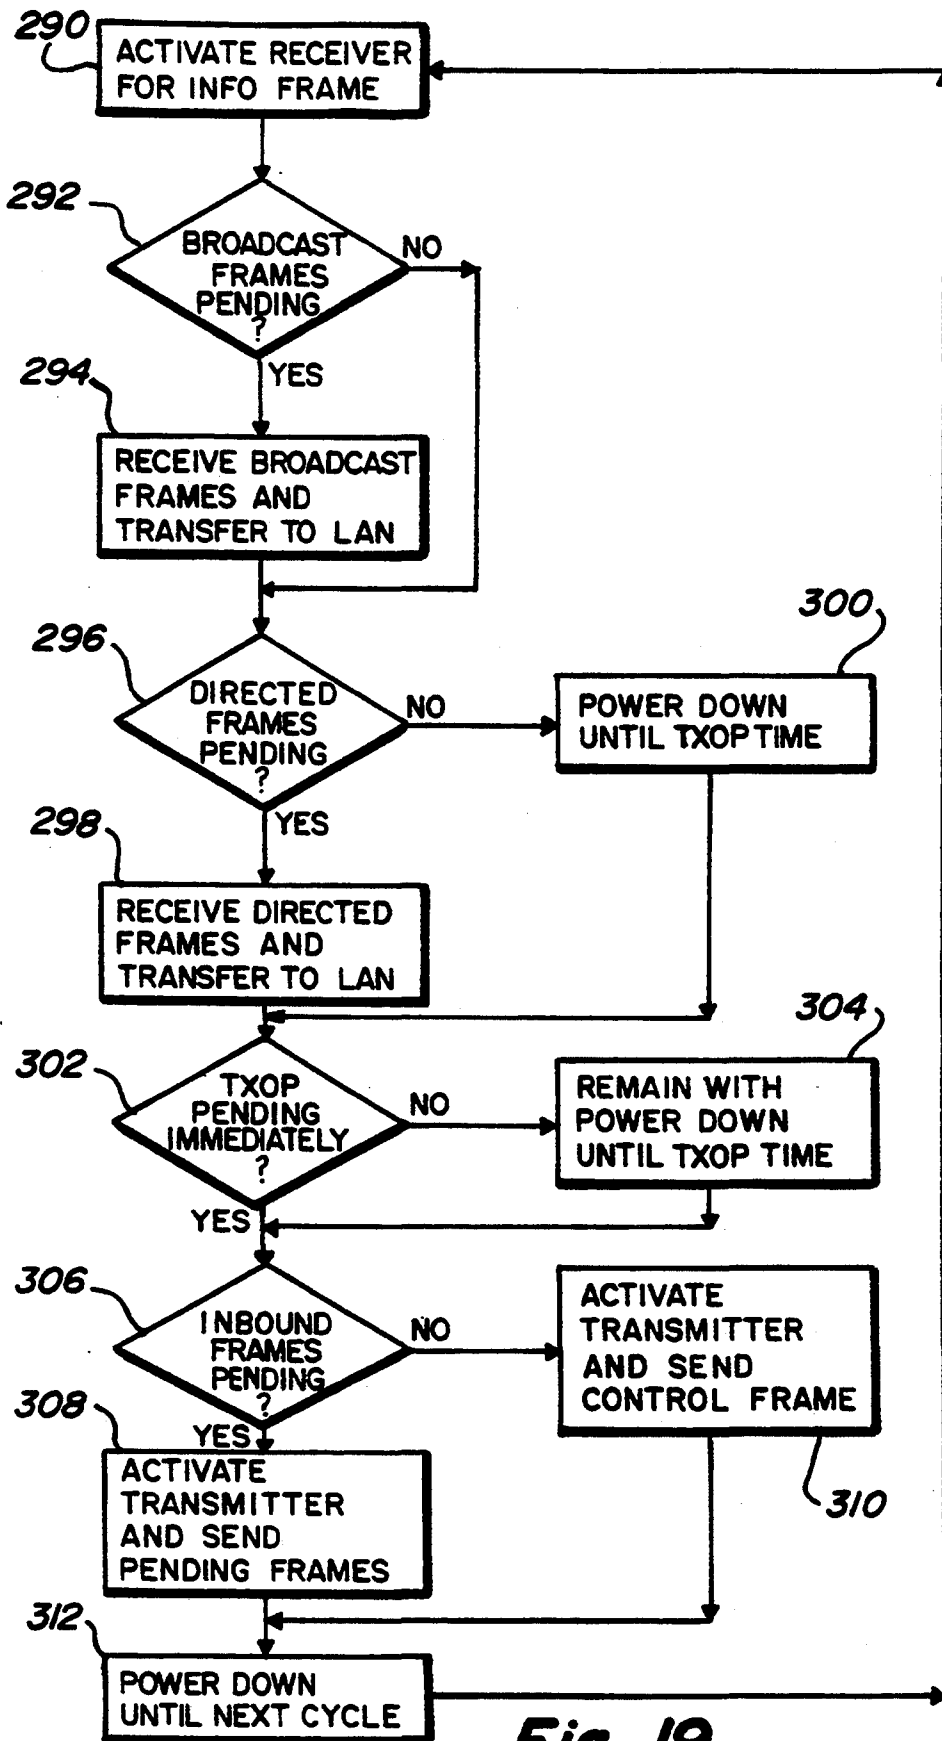 290
ACTIVATE RECEIVER
FOR INFO FRAME
292
BROADCAST
FRAMES
PENDING
?
NO
YES
294
RECEIVE BROADCAST
FRAMES AND
TRANSFER TO LAN
296
DIRECTED
FRAMES
PENDING
?
NO
YES
300
POWER DOWN
UNTIL TXOP TIME
298
RECEIVE DIRECTED
FRAMES AND
TRANSFER TO LAN
302
TXOP
PENDING
IMMEDIATELY
?
NO
YES
304
REMAIN WITH
POWER DOWN
UNTIL TXOP TIME
306
INBOUND
FRAMES
PENDING
?
NO
YES
310
ACTIVATE
TRANSMITTER
AND SEND
CONTROL FRAME
308
ACTIVATE
TRANSMITTER
AND SEND
PENDING FRAMES
312
POWER DOWN
UNTIL NEXT CYCLE
Fig. 19